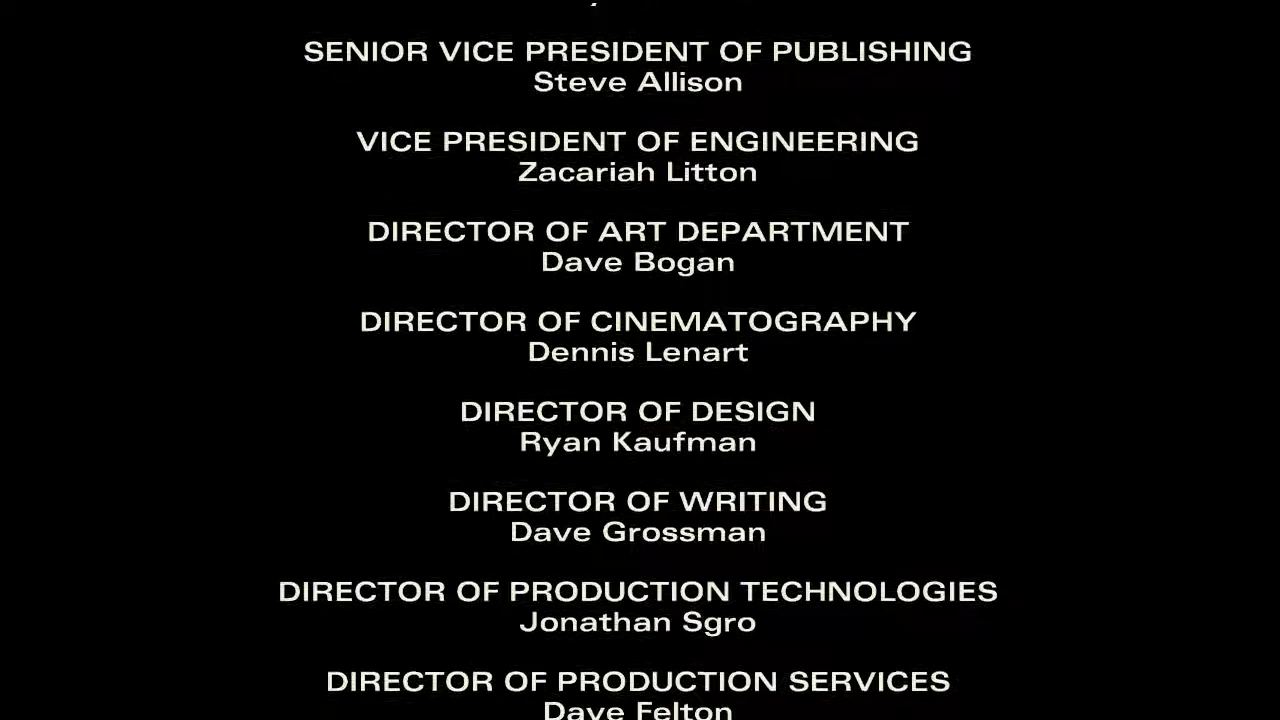 SENIOR VICE PRESIDENT OF PUBLISHING
Steve Allison
VICE PRESIDENT OF ENGINEERING
Zacariah Litton
DIRECTOR OF ART DEPARTMENT
Dave Bogan
DIRECTOR OF CINEMATOGRAPHY
Dennis Lenart
DIRECTOR OF DESIGN
Ryan Kaufman
DIRECTOR OF WRITING
Dave Grossman
DIRECTOR OF PRODUCTION TECHNOLOGIES
Jonathan Sgro
DIRECTOR OF PRODUCTION SERVICES
Dave Felton